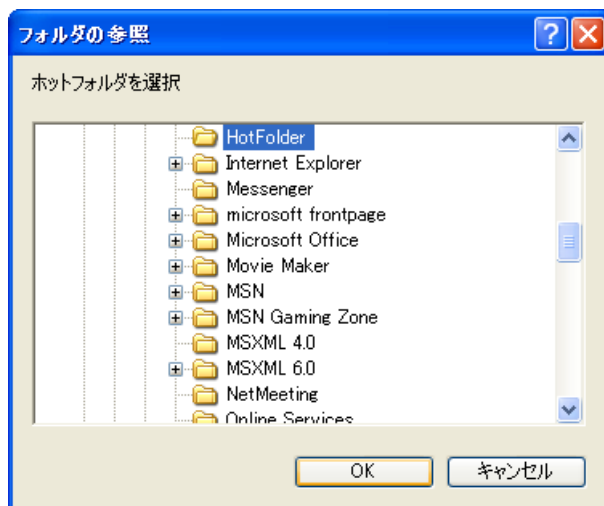 フォルダの参照
ホットフォルダを選択
HotFolder
Internet Explorer
Messenger
microsoft frontpage
Microsoft Office
Movie Maker
MSN
MSN Gaming Zone
MSXML 4.0
MSXML 6.0
NetMeeting
Online Services
OK
キャンセル